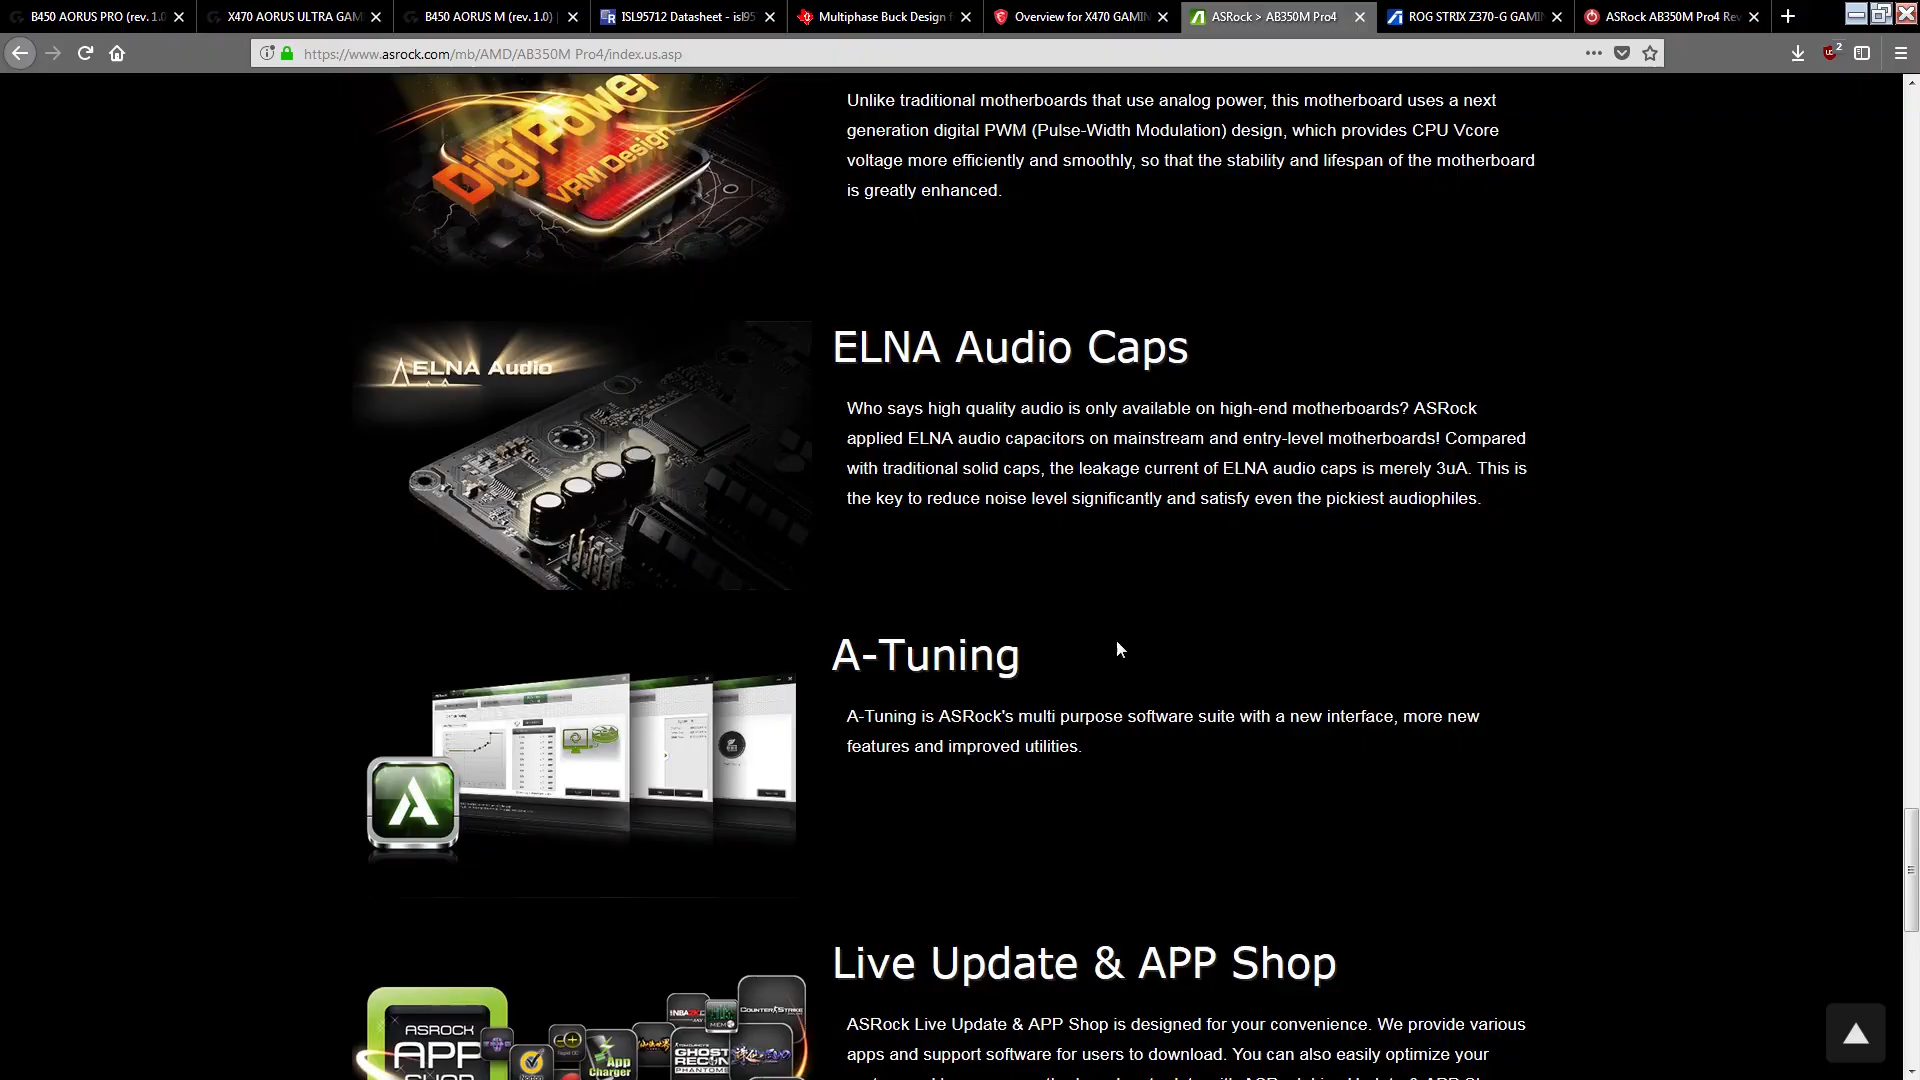 B450 AORUS PRO (rev. 1.0
X470 AORUS ULTRA GAM
B450 AORUS M (rev. 1.0)
ISL95712 Datasheet - isl95
Multiphase Buck Design f
Overview for X470 GAMIN
ASRock > AB350M Pro4
ROG STRIX Z370-G GAMI
ASRock AB350M Pro4 Rev
https://www.asrock.com/mb/AMD/AB350M Pro4/index.us.asp
2
Digi Power
VRM Design
Unlike traditional motherboards that use analog power, this motherboard uses a next
generation digital PWM (Pulse-Width Modulation) design, which provides CPU Vcore
voltage more efficiently and smoothly, so that the stability and lifespan of the motherboard
is greatly enhanced.
ELNA Audio
ELNA Audio Caps
Who says high quality audio is only available on high-end motherboards? ASRock
applied ELNA audio capacitors on mainstream and entry-level motherboards! Compared
with traditional solid caps, the leakage current of ELNA audio caps is merely 3uA. This is
the key to reduce noise level significantly and satisfy even the pickiest audiophiles.
A-Tuning
A-Tuning is ASRock's multi purpose software suite with a new interface, more new
features and improved utilities.
Live Update & APP Shop
ASRock Live Update & APP Shop is designed for your convenience. We provide various
apps and support software for users to download. You can also easily optimize your
ASROCK
APP
SHOP
Norton
App
Charger
NBA2K
MEM
COUNTER STRIKE
GHOST
RECON
PHANTOMS